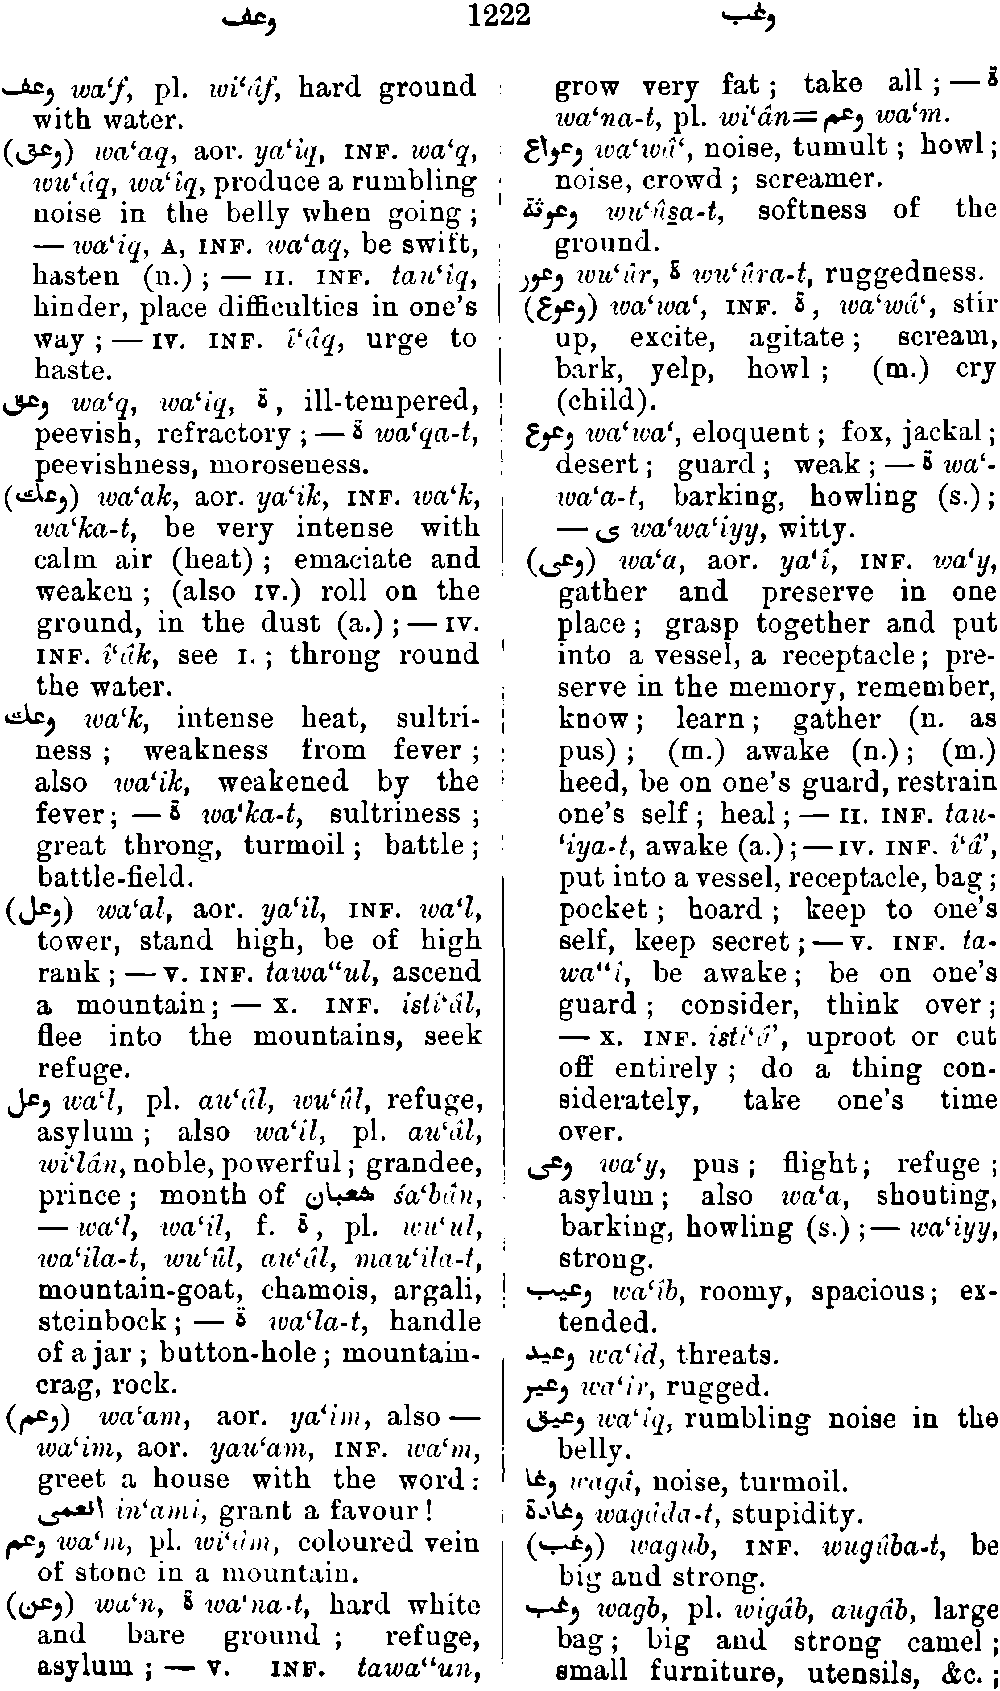 وعف 1222 وغب
وعف wa‘f, pl. wi‘âf, hard ground
with water.
(وعق) wa‘aq, aor. ya‘iq, INF. wa‘q,
wu‘âq, wa‘îq, produce a rumbling
noise in the belly when going ;
— wa‘iq, A, INF. wa‘aq, be swift,
hasten (n.) ; — II. INF. tau‘îq,
hinder, place difficulties in one's
way ; — IV. INF. î‘âq, urge to
haste.
وعق wa‘q, wa‘iq, ة, ill-tempered,
peevish, refractory ; — ة wa‘qa-t,
peevishness, moroseness.
(وعك) wa‘ak, aor. ya‘ik, INF. wa‘k,
wa‘ka-t, be very intense with
calm air (heat) ; emaciate and
weaken ; (also IV.) roll on the
ground, in the dust (a.) ; — IV.
INF. î‘âk, see I. ; throng round
the water.
وعك wa‘k, intense heat, sultri-
ness ; weakness from fever ;
also wa‘ik, weakened by the
fever ; — ة wa‘ka-t, sultriness ;
great throng, turmoil ; battle ;
battle-field.
(وعل) wa‘al, aor. ya‘il, INF. wa‘l,
tower, stand high, be of high
rank ; — V. INF. tawa‘‘ul, ascend
a mountain ; — X. INF. istî‘âl,
flee into the mountains, seek
refuge.
وعل wa‘l, pl. au‘âl, wu‘ûl, refuge,
asylum ; also wa‘il, pl. au‘âl,
wi‘lân, noble, powerful ; grandee,
prince ; month of شعبان śa‘bân,
— wa‘l, wa‘il, f. ة, pl. wu‘ul,
wa‘ila-t, wu‘ûl, au‘âl, mau‘ila-t,
mountain-goat, chamois, argali,
steinbock ; — ة wa‘la-t, handle
of a jar ; button-hole ; mountain-
crag, rock.
(وعم) wa‘am, aor. ya‘im, also —
wa‘im, aor. yau‘am, INF. wa‘m,
greet a house with the word :
انعمى in‘amî, grant a favour !
وعم wa‘m, pl. wi‘âm, coloured vein
of stone in a mountain.
(وعن) wa‘n, ة wa‘na-t, hard white
and bare ground ; refuge,
asylum ; — V. INF. tawa‘‘un,
grow very fat ; take all ; — ة
wa‘na-t, pl. wi‘ân = وعم wa‘m.
وعواع wa‘wâ‘, noise, tumult ; howl ;
noise, crowd ; screamer.
وعوثة wu‘ûs̱a-t, softness of the
ground.
وعور wu‘ûr, ة wu‘ûra-t, ruggedness.
(وعوع) wa‘wa‘, INF. ة, wa‘wâ‘, stir
up, excite, agitate ; scream,
bark, yelp, howl ; (m.) cry
(child).
وعوع wa‘wa‘, eloquent ; fox, jackal ;
desert ; guard ; weak ; — ة wa‘-
wa‘a-t, barking, howling (s.) ;
— ى wa‘wa‘iyy, witty.
(وعى) wa‘a, aor. ya‘î, INF. wa‘y,
gather and preserve in one
place ; grasp together and put
into a vessel, a receptacle ; pre-
serve in the memory, remember,
know ; learn ; gather (n. as
pus) ; (m.) awake (n.) ; (m.)
heed, be on one's guard, restrain
one's self ; heal ; — II. INF. tau-
‘iya-t, awake (a.) ; — IV. INF. î‘â’,
put into a vessel, receptacle, bag ;
pocket ; hoard ; keep to one's
self, keep secret ; — V. INF. ta-
wa‘‘î, be awake ; be on one's
guard ; consider, think over ;
— X. INF. istî‘â’, uproot or cut
off entirely ; do a thing con-
siderately, take one's time
over.
وعى wa‘y, pus ; flight ; refuge ;
asylum ; also wa‘a, shouting,
barking, howling (s.) ; — wa‘iyy,
strong.
وعيب wa‘îb, roomy, spacious ; ex-
tended.
وعيد wa‘îd, threats.
وعير wa‘îr, rugged.
وعيق wa‘îq, rumbling noise in the
belly.
وغا wagâ, noise, turmoil.
وغادة wagâda-t, stupidity.
(وغب) wagub, INF. wugûba-t, be
big and strong.
وغب wagb, pl. wigâb, augâb, large
bag ; big and strong camel ;
small furniture, utensils, &c. ;